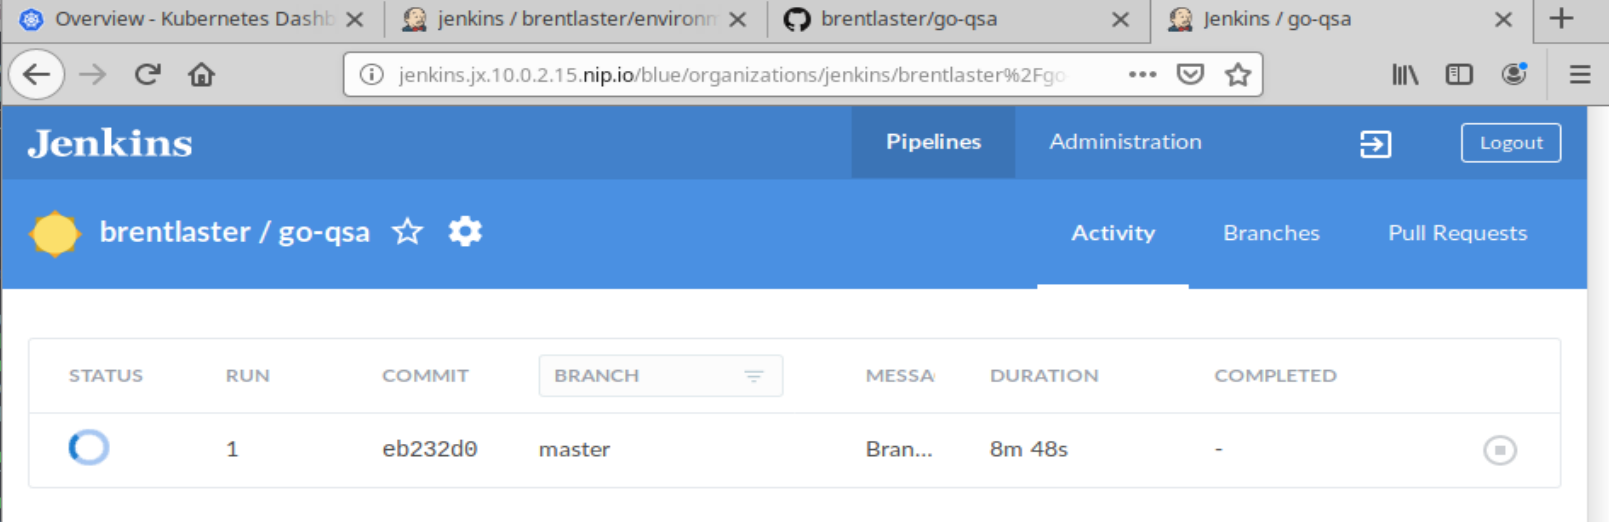 Overview - Kubernetes Dashb
jenkins / brentlaster/environm
brentlaster/go-qsa
Jenkins / go-qsa
jenkins.jx.10.0.2.15.nip.io/blue/organizations/jenkins/brentlaster%2Fgo
Jenkins
Pipelines
Administration
Logout
brentlaster / go-qsa
Activity
Branches
Pull Requests
STATUS RUN COMMIT BRANCH MESSA DURATION COMPLETED
1 eb232d0 master Bran... 8m 48s -